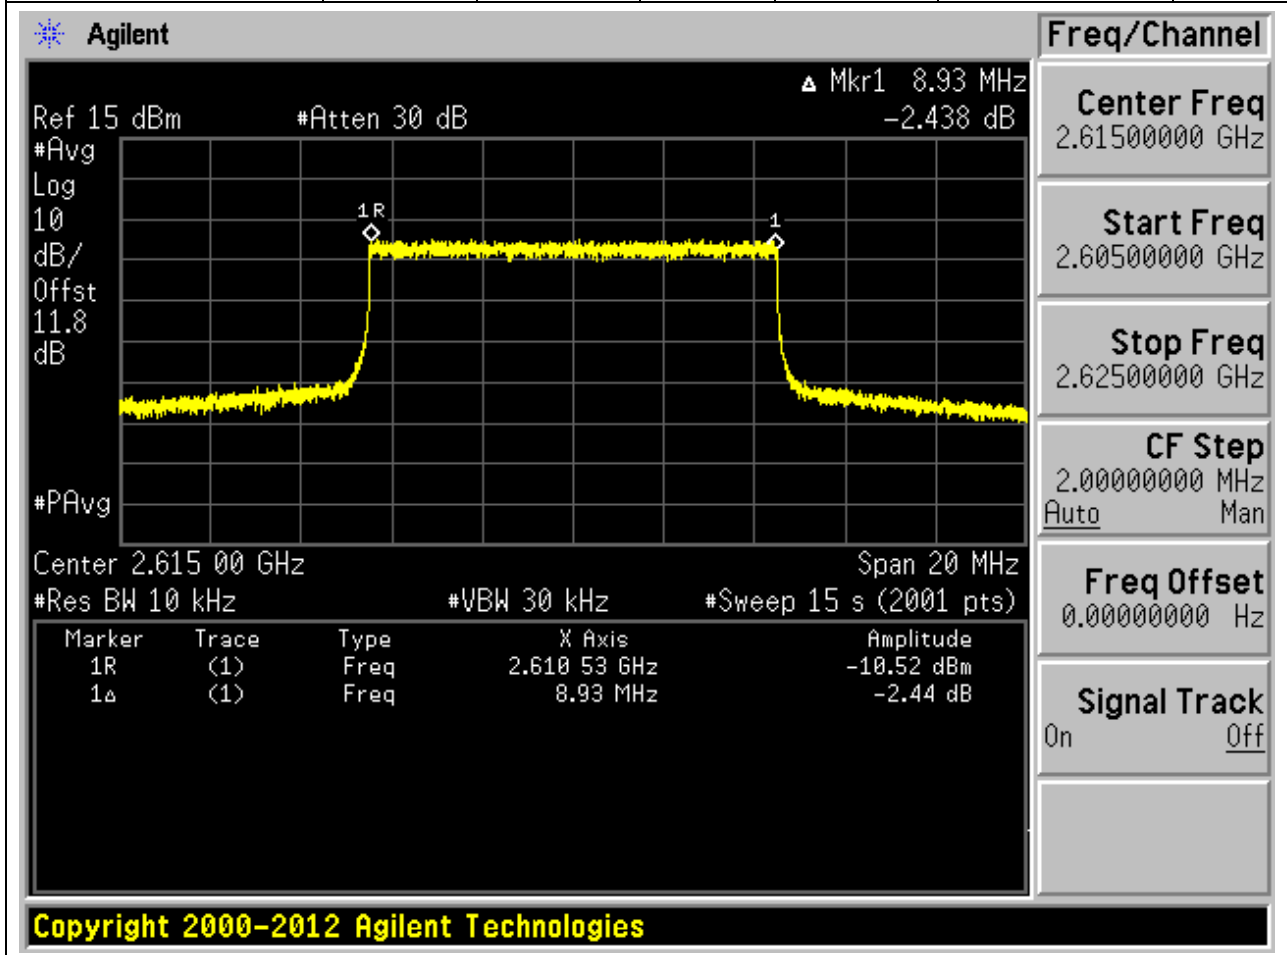 Agilent
Freq/Channel
▵ Mkr1 8.93 MHz
Ref 15 dBm #Atten 30 dB -2.438 dB
#Avg
Log
10
dB/
Offst
11.8
dB
1R
1
#PAvg
Center 2.615 00 GHz Span 20 MHz
#Res BW 10 kHz #VBW 30 kHz #Sweep 15 s (2001 pts)
Marker Trace Type X Axis Amplitude
1R (1) Freq 2.610 53 GHz -10.52 dBm
1▵ (1) Freq 8.93 MHz -2.44 dB
Center Freq
2.61500000 GHz
Start Freq
2.60500000 GHz
Stop Freq
2.62500000 GHz
CF Step
2.00000000 MHz
Auto Man
Freq Offset
0.00000000 Hz
Signal Track
On Off
Copyright 2000-2012 Agilent Technologies